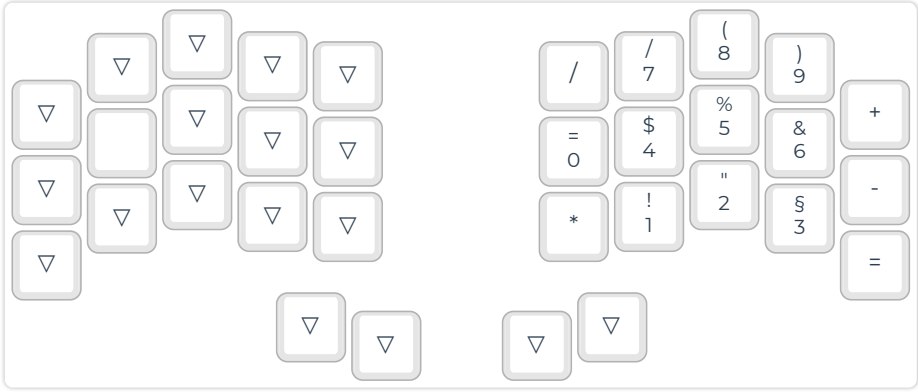 ▽ ▽ ▽ ▽ ▽ / / ( )
7 8 9 +
▽ ▽ ▽ ▽ = $ % &
0 4 5 6 -
▽ ▽ ▽ ▽ ▽ * ! " §
1 2 3 =
▽ ▽ ▽ ▽